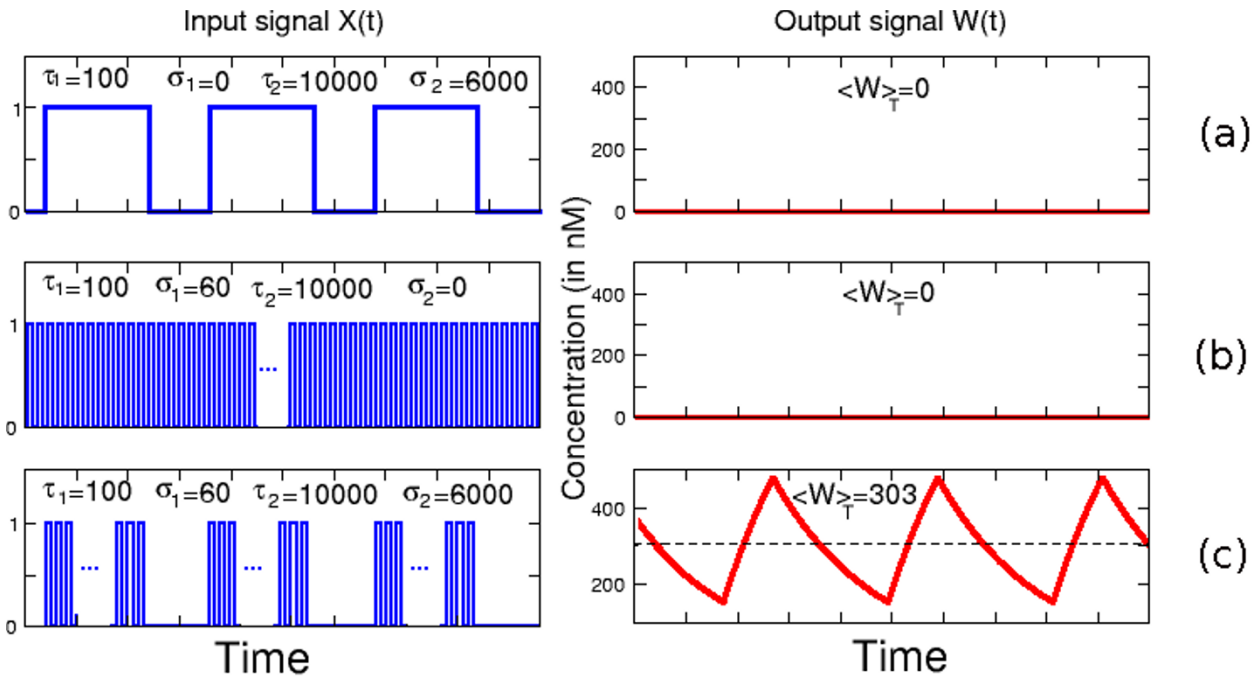 Input signal X(t)
Output signal W(t)
τ1=100 σ1=0 τ2=10000 σ2=6000
1
0
400
200
0
<W>T=0
(a)
τ1=100 σ1=60 τ2=10000 σ2=0
1
0
...
400
200
0
<W>T=0
(b)
Concentration (in nM)
τ1=100 σ1=60 τ2=10000 σ2=6000
1
0
... ... ...
400
200
<W>T=303
(c)
Time
Time